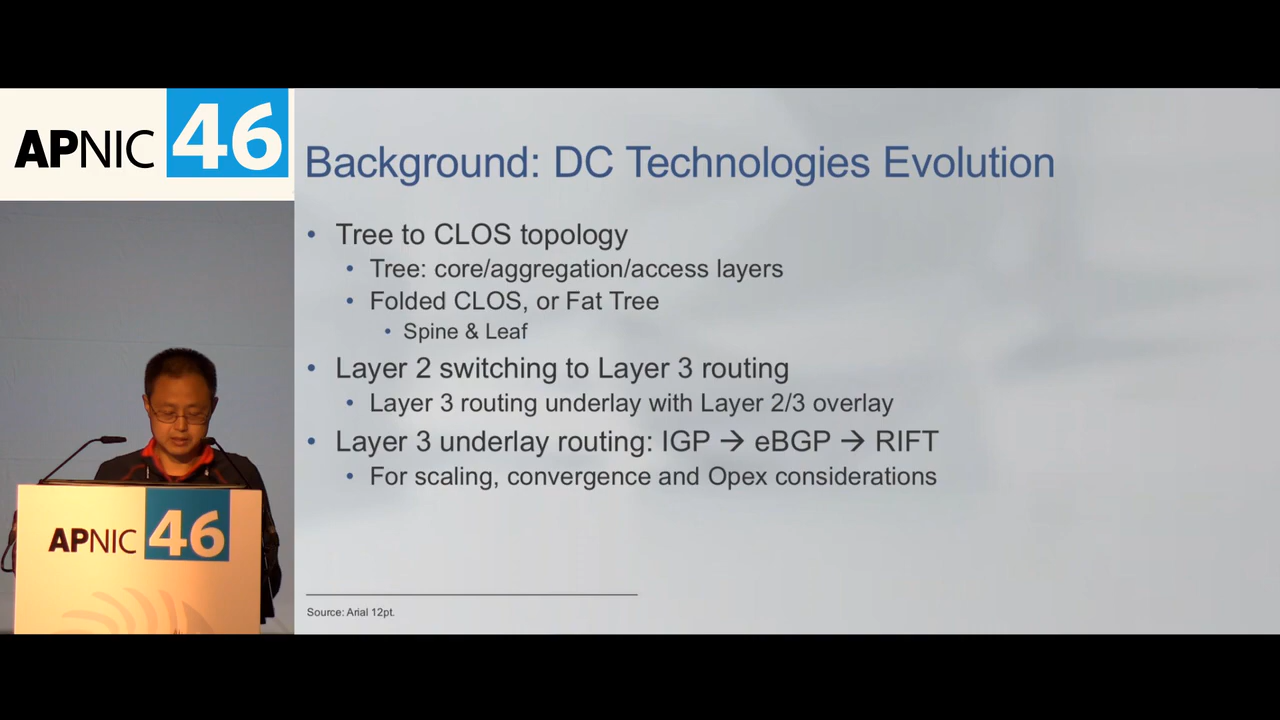 APNIC 46
Background: DC Technologies Evolution
• Tree to CLOS topology
• Tree: core/aggregation/access layers
• Folded CLOS, or Fat Tree
• Spine & Leaf
• Layer 2 switching to Layer 3 routing
• Layer 3 routing underlay with Layer 2/3 overlay
• Layer 3 underlay routing: IGP → eBGP → RIFT
• For scaling, convergence and Opex considerations
Source: Arial 12pt.
APNIC 46